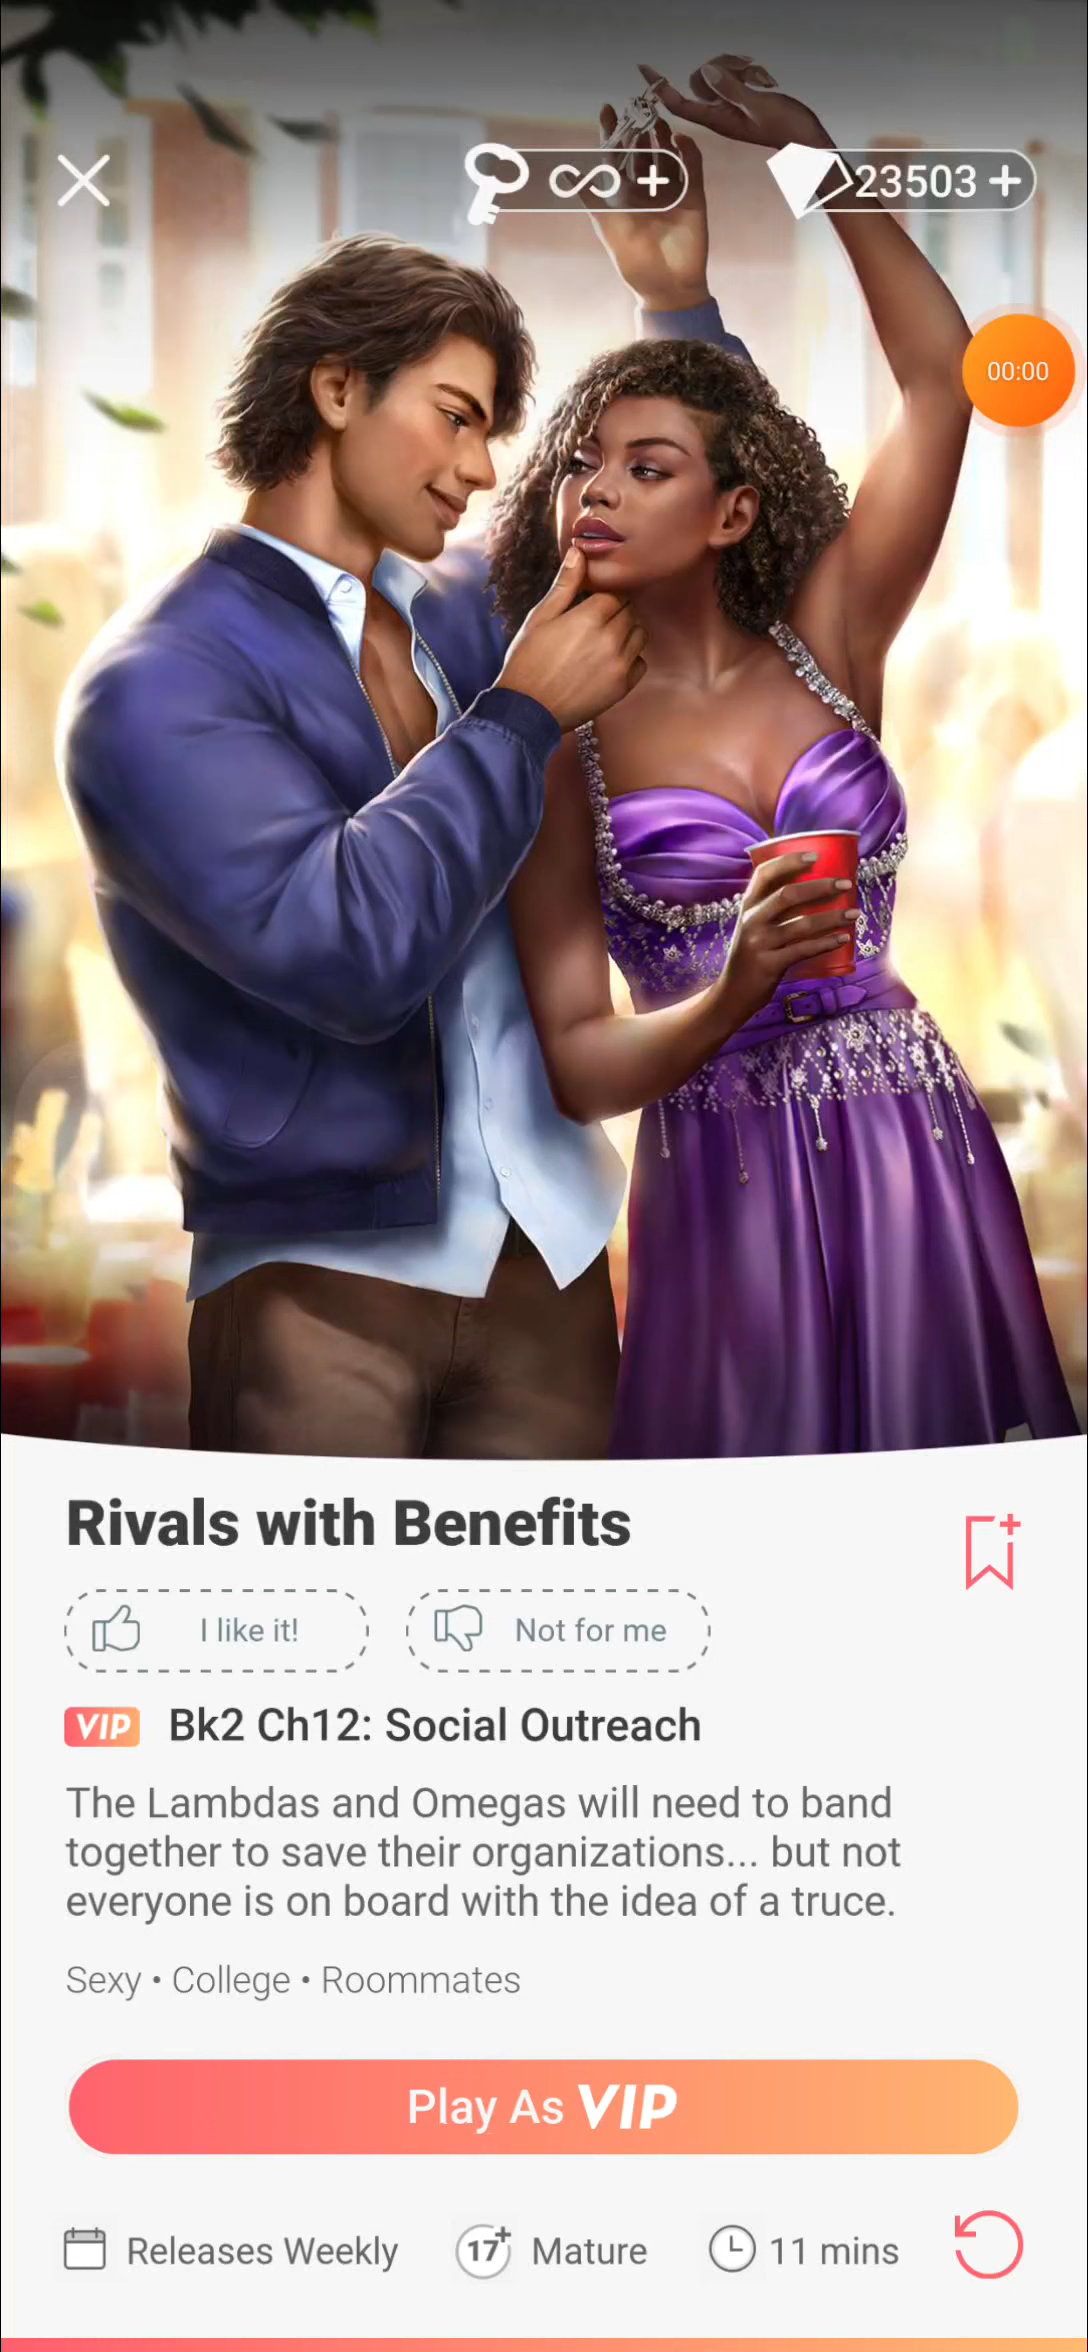 23503
00:00
Rivals with Benefits
I like it!
Not for me
VIP Bk2 Ch12: Social Outreach
The Lambdas and Omegas will need to band
together to save their organizations... but not
everyone is on board with the idea of a truce.
Sexy • College • Roommates
Play As VIP
Releases Weekly
17+ Mature
11 mins